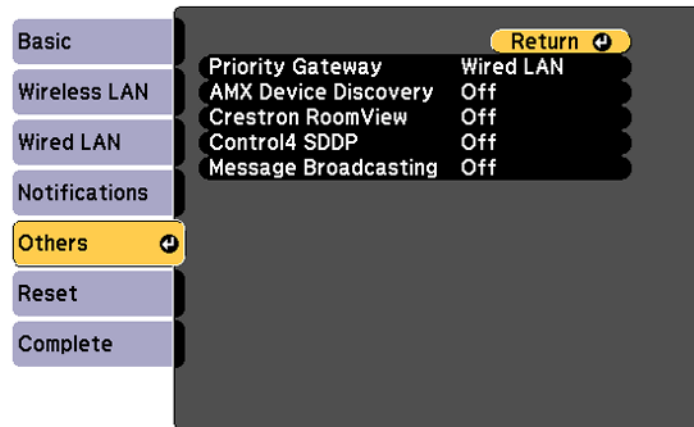 Basic
Wireless LAN
Wired LAN
Notifications
Others
Reset
Complete
Return
Priority Gateway Wired LAN
AMX Device Discovery Off
Crestron RoomView Off
Control4 SDDP Off
Message Broadcasting Off